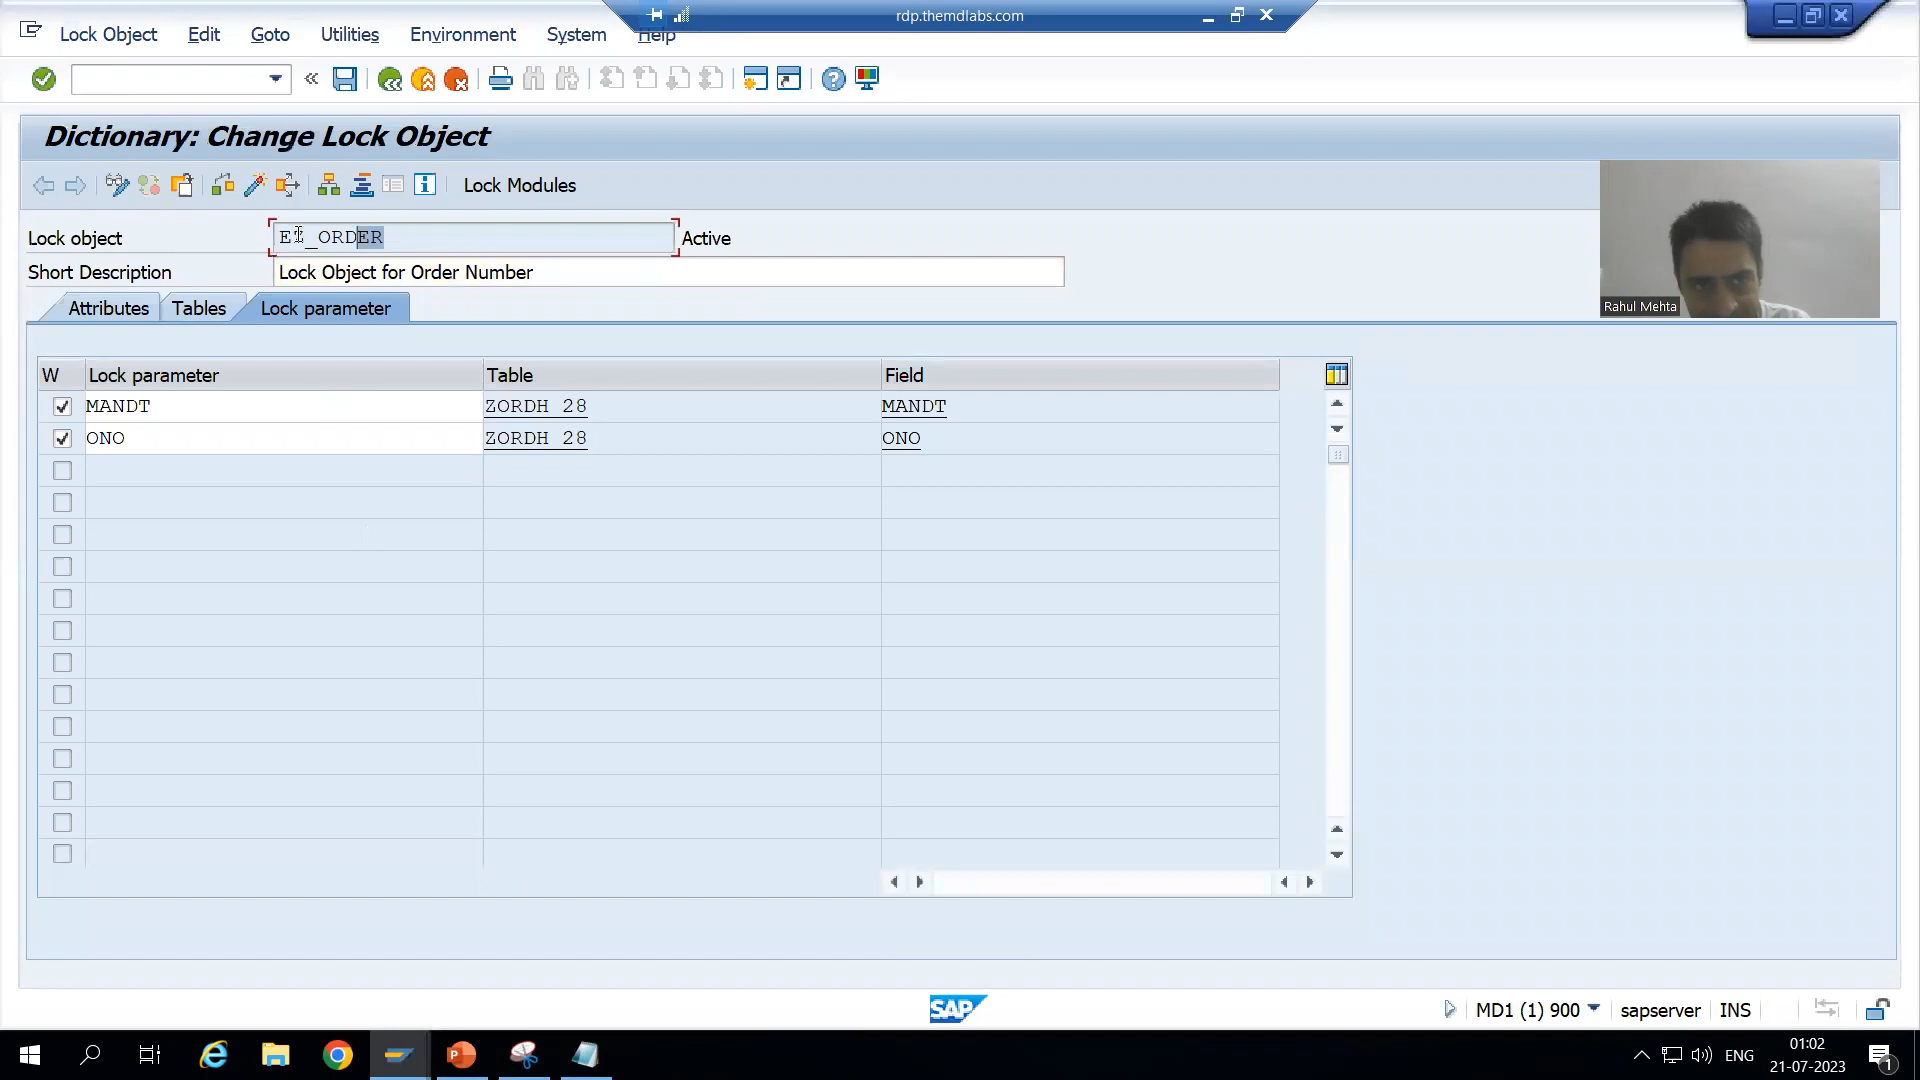 rdp.themdlabs.com
Lock Object Edit Goto Utilities Environment System Help
Dictionary: Change Lock Object
Lock Modules
Lock object _ORDER Active
Short Description Lock Object for Order Number
Attributes Tables Lock parameter
Rahul Mehta
W Lock parameter Table Field
MANDT ZORDH_28 MANDT
ONO ZORDH_28 ONO
SAP
MD1 (1) 900 sapserver INS
ENG
01:02
21-07-2023
1